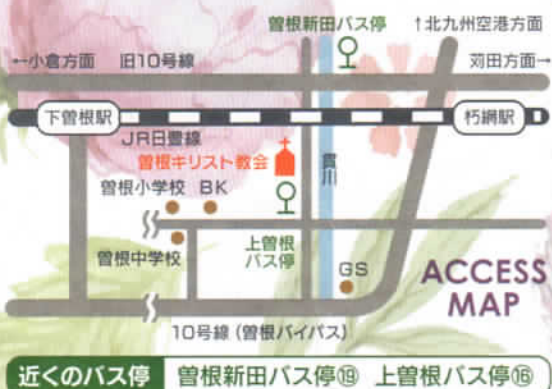 曽根新田バス停
↑北九州空港方面
←小倉方面
旧10号線
苅田方面→
下曽根駅
朽網駅
JR日豊線
曽根キリスト教会
貫川
曽根小学校
BK
上曽根
バス停
曽根中学校
GS
ACCESS
MAP
10号線(曽根バイパス)
近くのバス停
曽根新田バス停⑲ 上曽根バス停⑯